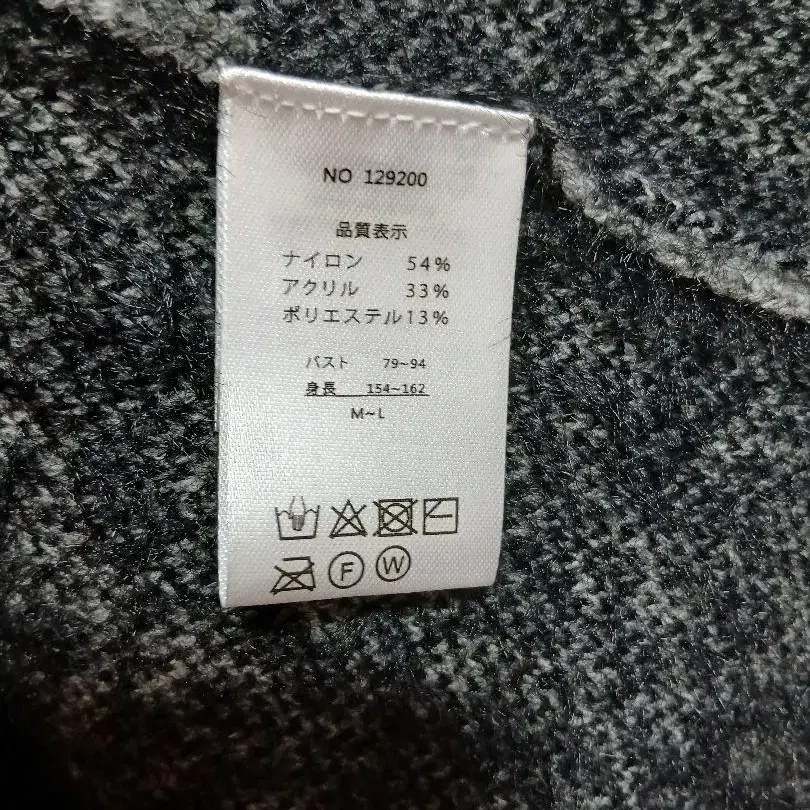 NO 129200
品質表示
ナイロン 54%
アクリル 33%
ポリエステル13%
バスト 79~94
身長 154~162
M~L
F W